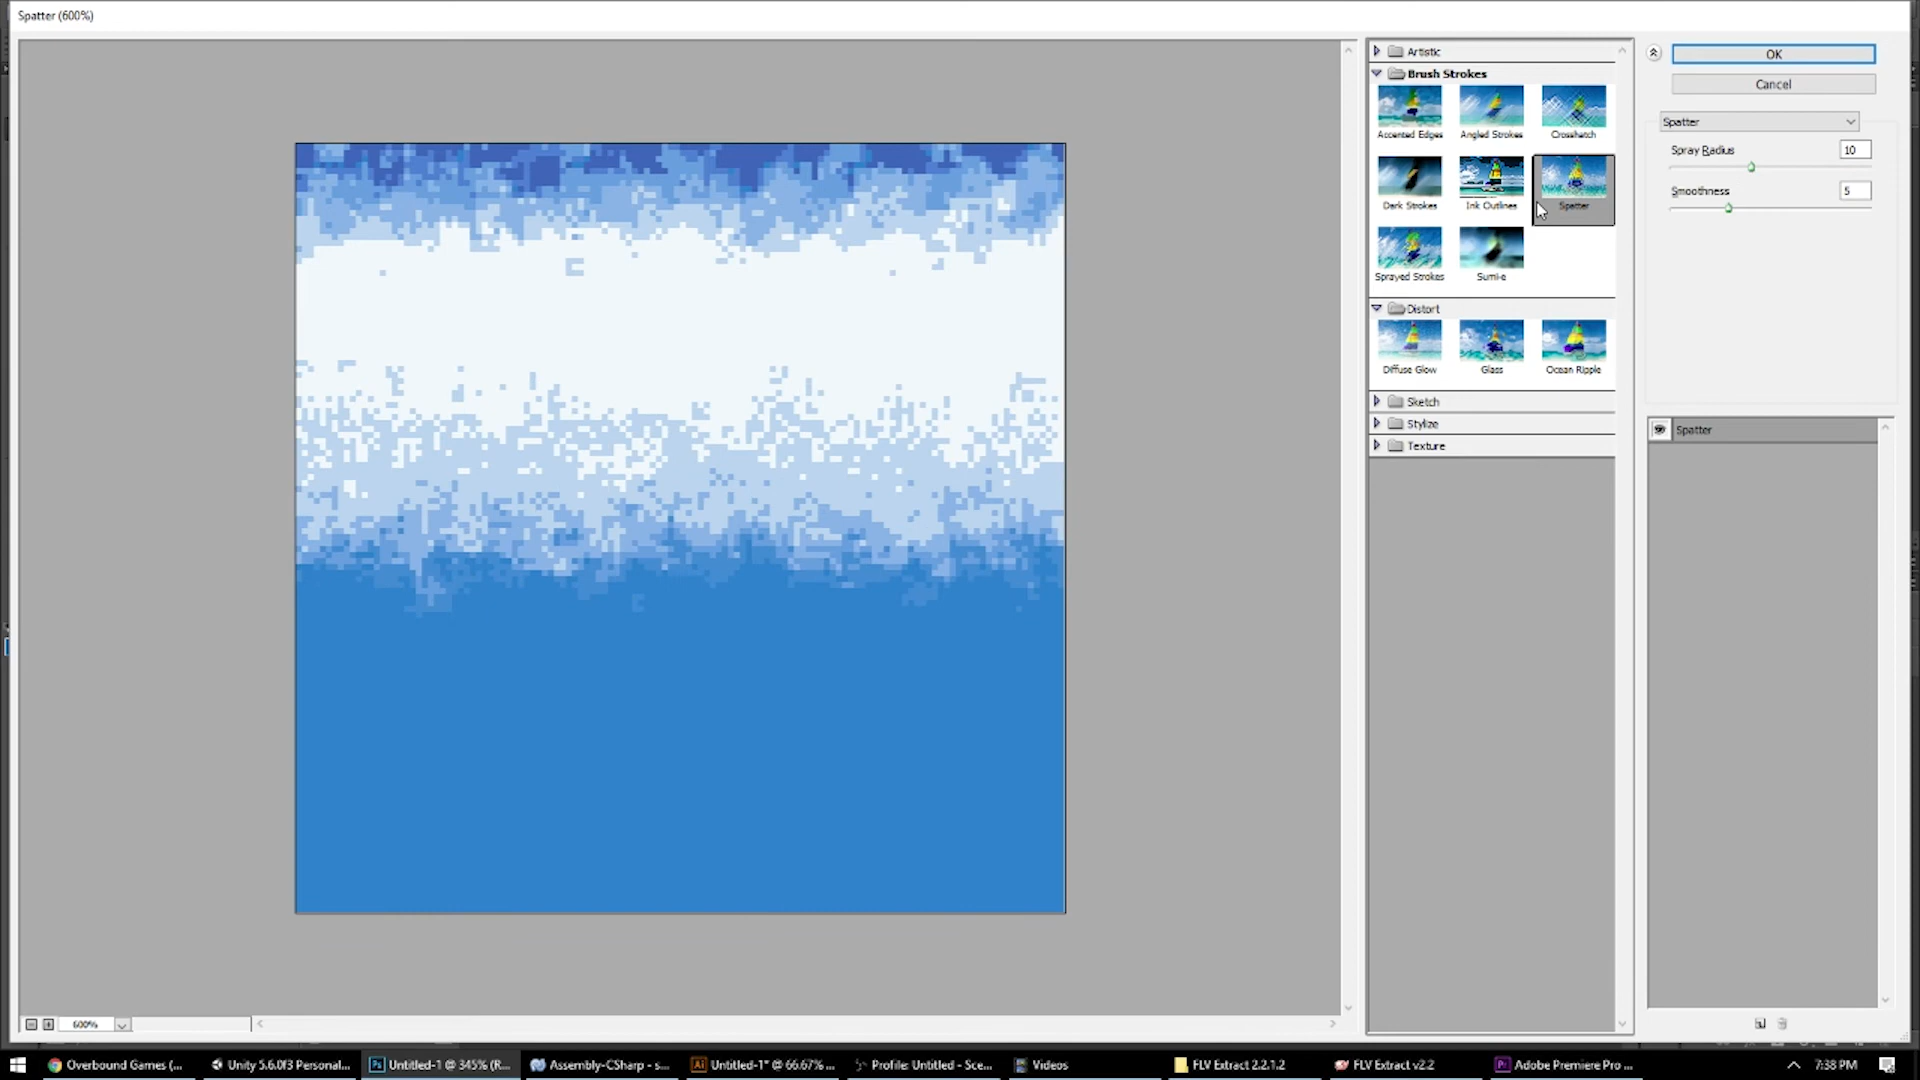 Spatter (600%)
Artistic
Brush Strokes
Accented Edges
Angled Strokes
Crosshatch
Dark Strokes
Ink Outlines
Spatter
Sprayed Strokes
Sumi-e
Distort
Diffuse Glow
Glass
Ocean Ripple
Sketch
Stylize
Texture
OK
Cancel
Spatter
Spray Radius
10
Smoothness
5
Spatter
600%
Overbound Games (...
Unity 5.6.0f3 Personal...
Untitled-1 @ 345% (R...
Assembly-CSharp - s...
Untitled-1* @ 66.67% ...
Profile: Untitled - Sce...
Videos
FLV Extract 2.2.1.2
FLV Extract v2.2
Adobe Premiere Pro ...
7:38 PM